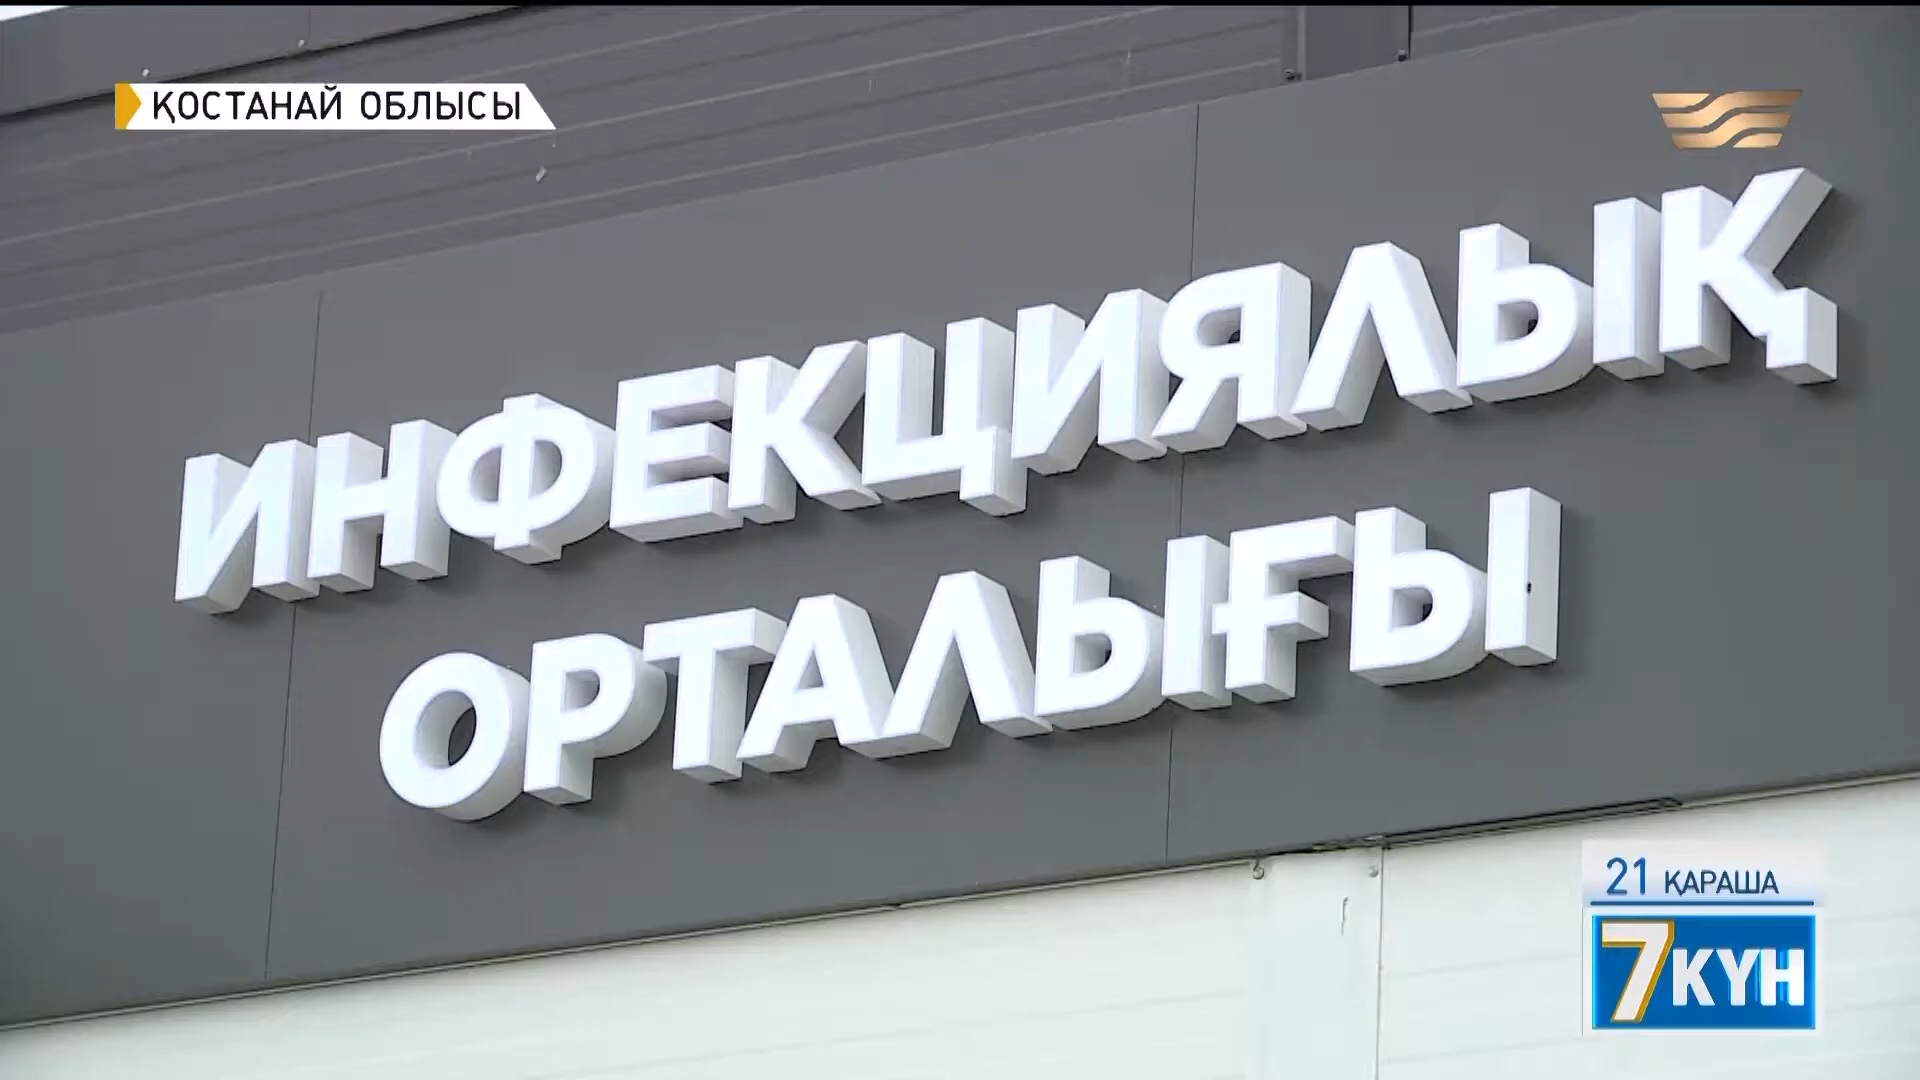 ҚОСТАНАЙ ОБЛЫСЫ
ИНФЕКЦИЯЛЫҚ
ОРТАЛЫҒЫ
21 ҚАРАША
7КҮН